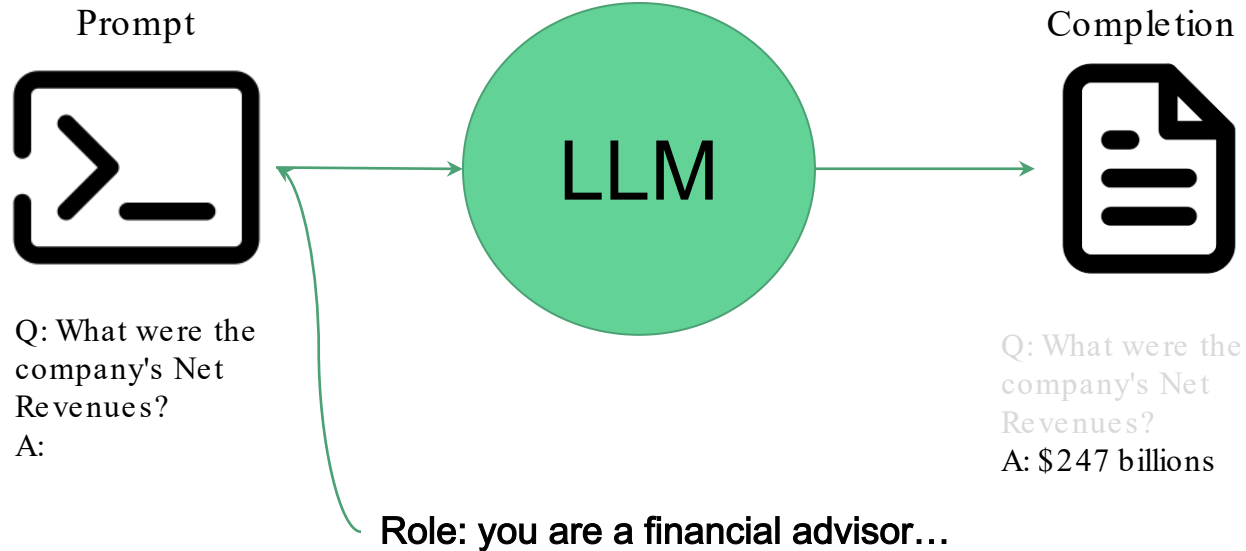 Prompt
Completion
LLM
Q: What were the
company's Net
Revenues?
A:
Q: What were the
company's Net
Revenues?
A: $247 billions
Role: you are a financial advisor…